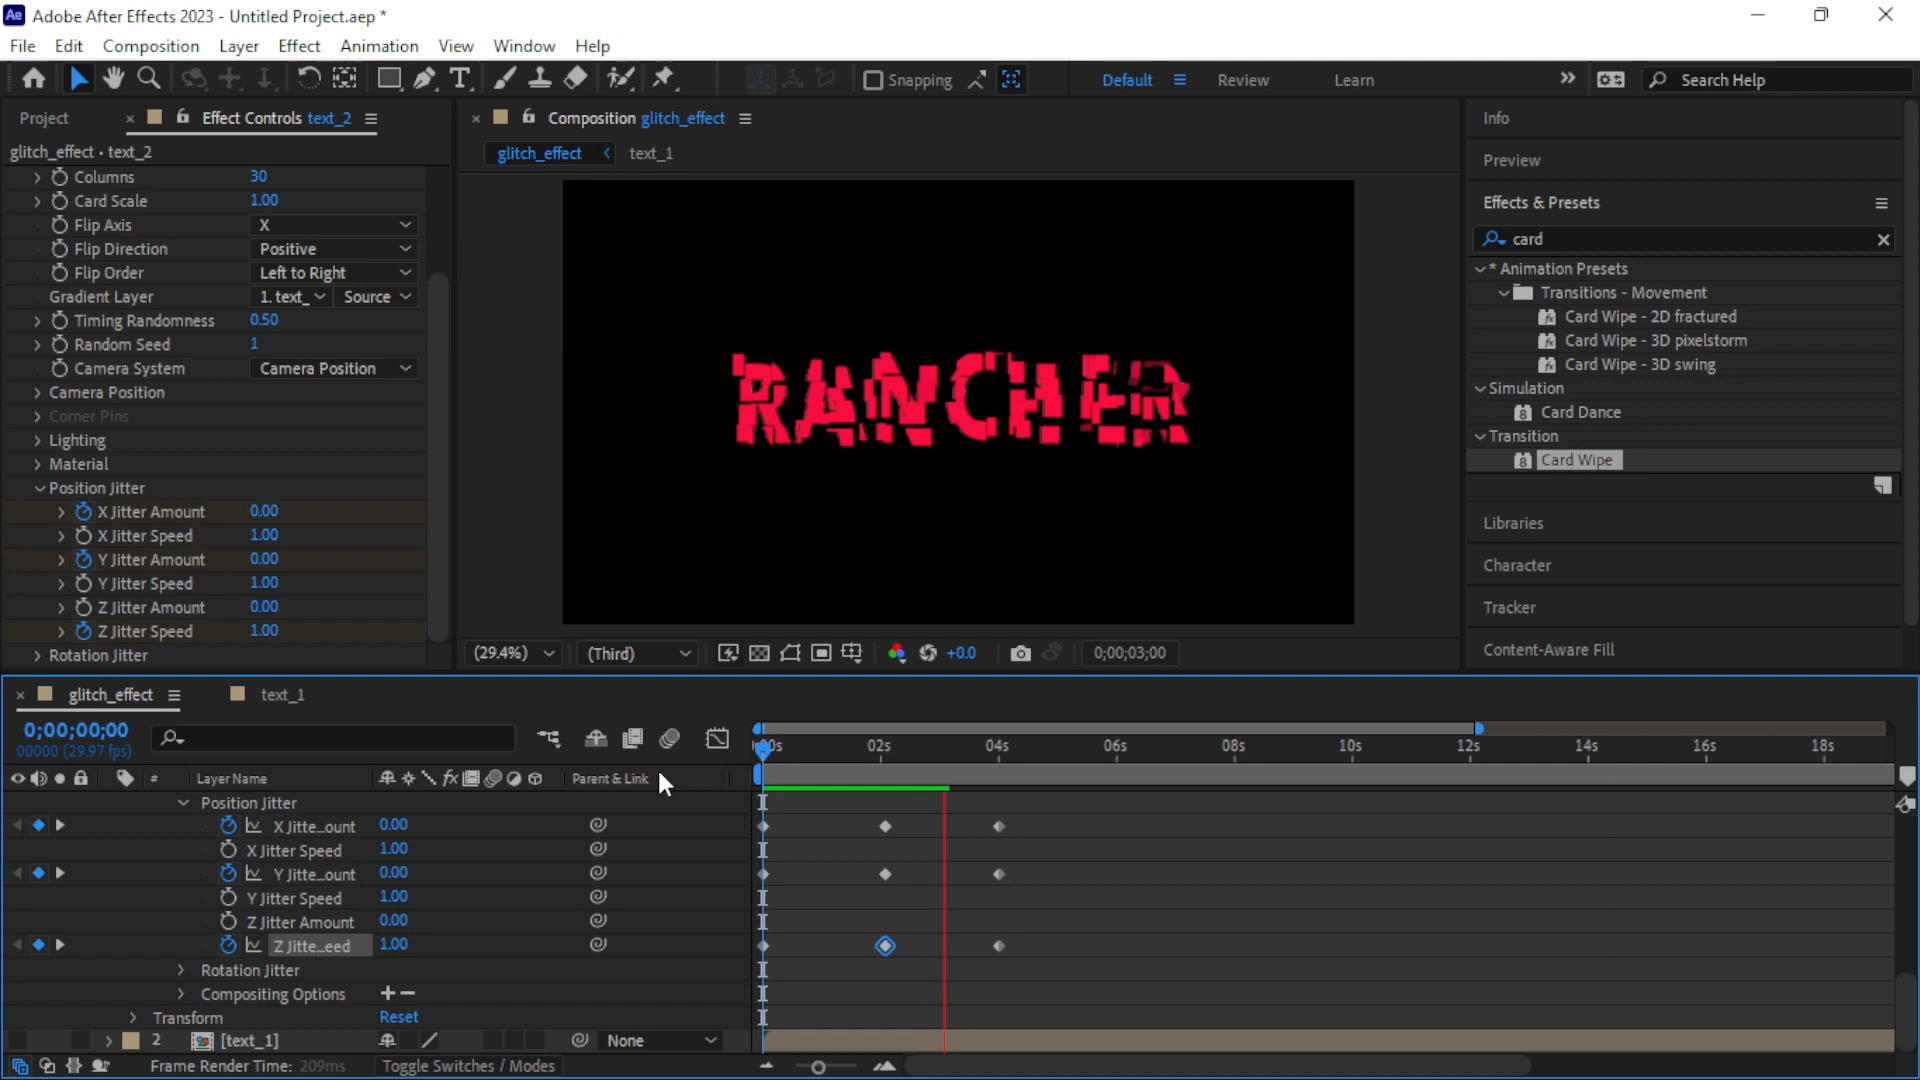 Ae Adobe After Effects 2023 - Untitled Project.aep *
File Edit Composition Layer Effect Animation View Window Help
Snapping Default Review Learn Search Help
Project Effect Controls text_2
glitch_effect • text_2
Columns 30
Card Scale 1.00
Flip Axis X
Flip Direction Positive
Flip Order Left to Right
Gradient Layer 1. text_ Source
Timing Randomness 0.50
Random Seed 1
Camera System Camera Position
Camera Position
Corner Pins
Lighting
Material
Position Jitter
X Jitter Amount 0.00
X Jitter Speed 1.00
Y Jitter Amount 0.00
Y Jitter Speed 1.00
Z Jitter Amount 0.00
Z Jitter Speed 1.00
Rotation Jitter
Composition glitch_effect
glitch_effect text_1
RANCHER
(29.4%) (Third) +0.0 0;00;03;00
Info
Preview
Effects & Presets
card
* Animation Presets
Transitions - Movement
Card Wipe - 2D fractured
Card Wipe - 3D pixelstorm
Card Wipe - 3D swing
Simulation
Card Dance
Transition
Card Wipe
Libraries
Character
Tracker
Content-Aware Fill
glitch_effect text_1
0;00;00;00
00000 (29.97 fps)
02s 04s 06s 08s 10s 12s 14s 16s 18s
# Layer Name Parent & Link
Position Jitter
X Jitte...ount 0.00
X Jitter Speed 1.00
Y Jitte...ount 0.00
Y Jitter Speed 1.00
Z Jitter Amount 0.00
Z Jitte...eed 1.00
Rotation Jitter
Compositing Options
Transform Reset
2 [text_1] None
Frame Render Time: 209ms Toggle Switches / Modes